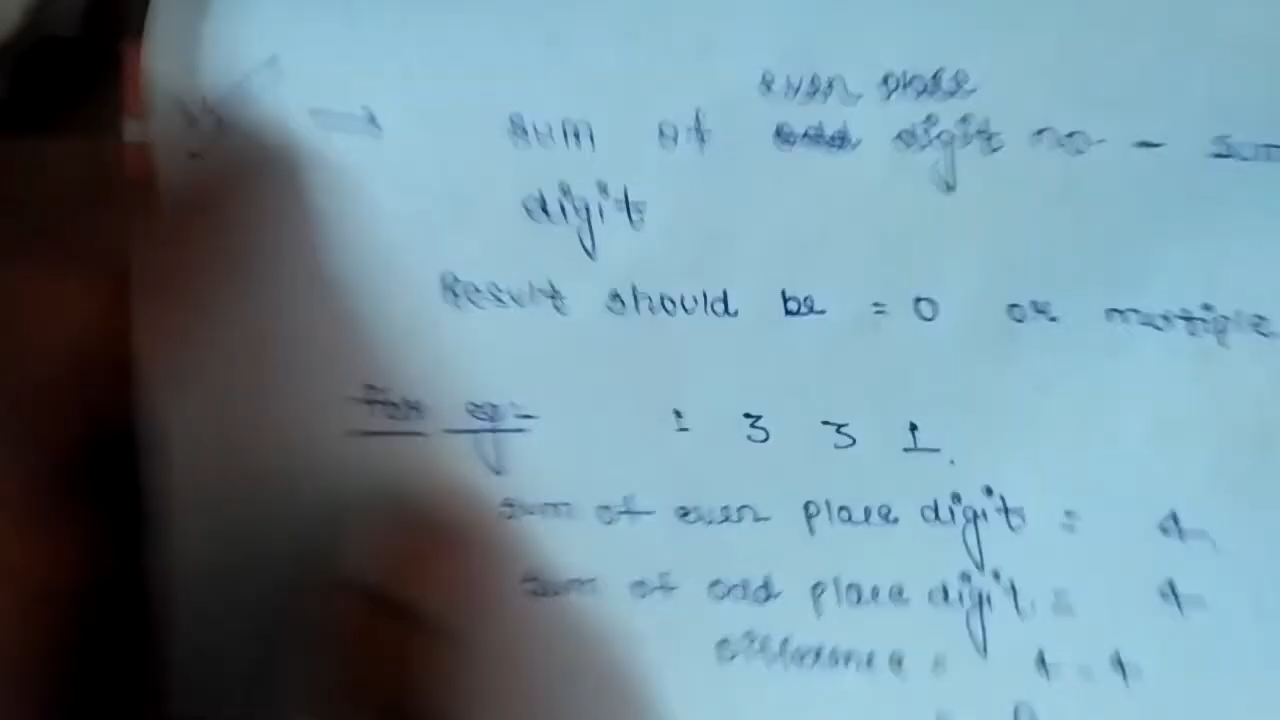 even place
sum of odd digit no - sum
digit
Result should be = 0 or multiple
For eg:-  1 3 3 1.
sum of even place digit = 4
sum of odd place digit = 4
difference = 4 - 4
= 0